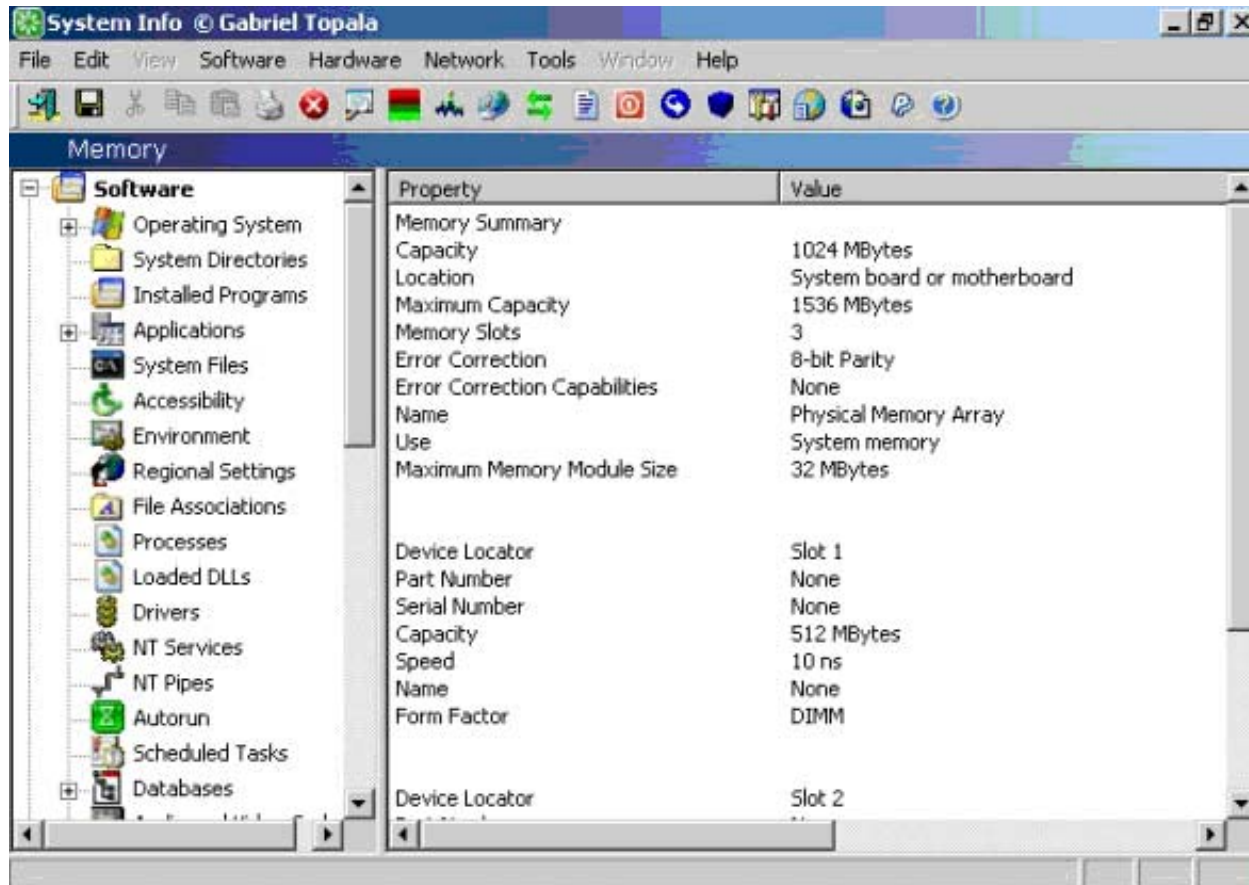 System Info © Gabriel Topala
File Edit View Software Hardware Network Tools Window Help
Memory
Software
Operating System
System Directories
Installed Programs
Applications
System Files
Accessibility
Environment
Regional Settings
File Associations
Processes
Loaded DLLs
Drivers
NT Services
NT Pipes
Autorun
Scheduled Tasks
Databases
Property Value
Memory Summary
Capacity 1024 MBytes
Location System board or motherboard
Maximum Capacity 1536 MBytes
Memory Slots 3
Error Correction 8-bit Parity
Error Correction Capabilities None
Name Physical Memory Array
Use System memory
Maximum Memory Module Size 32 MBytes
Device Locator Slot 1
Part Number None
Serial Number None
Capacity 512 MBytes
Speed 10 ns
Name None
Form Factor DIMM
Device Locator Slot 2